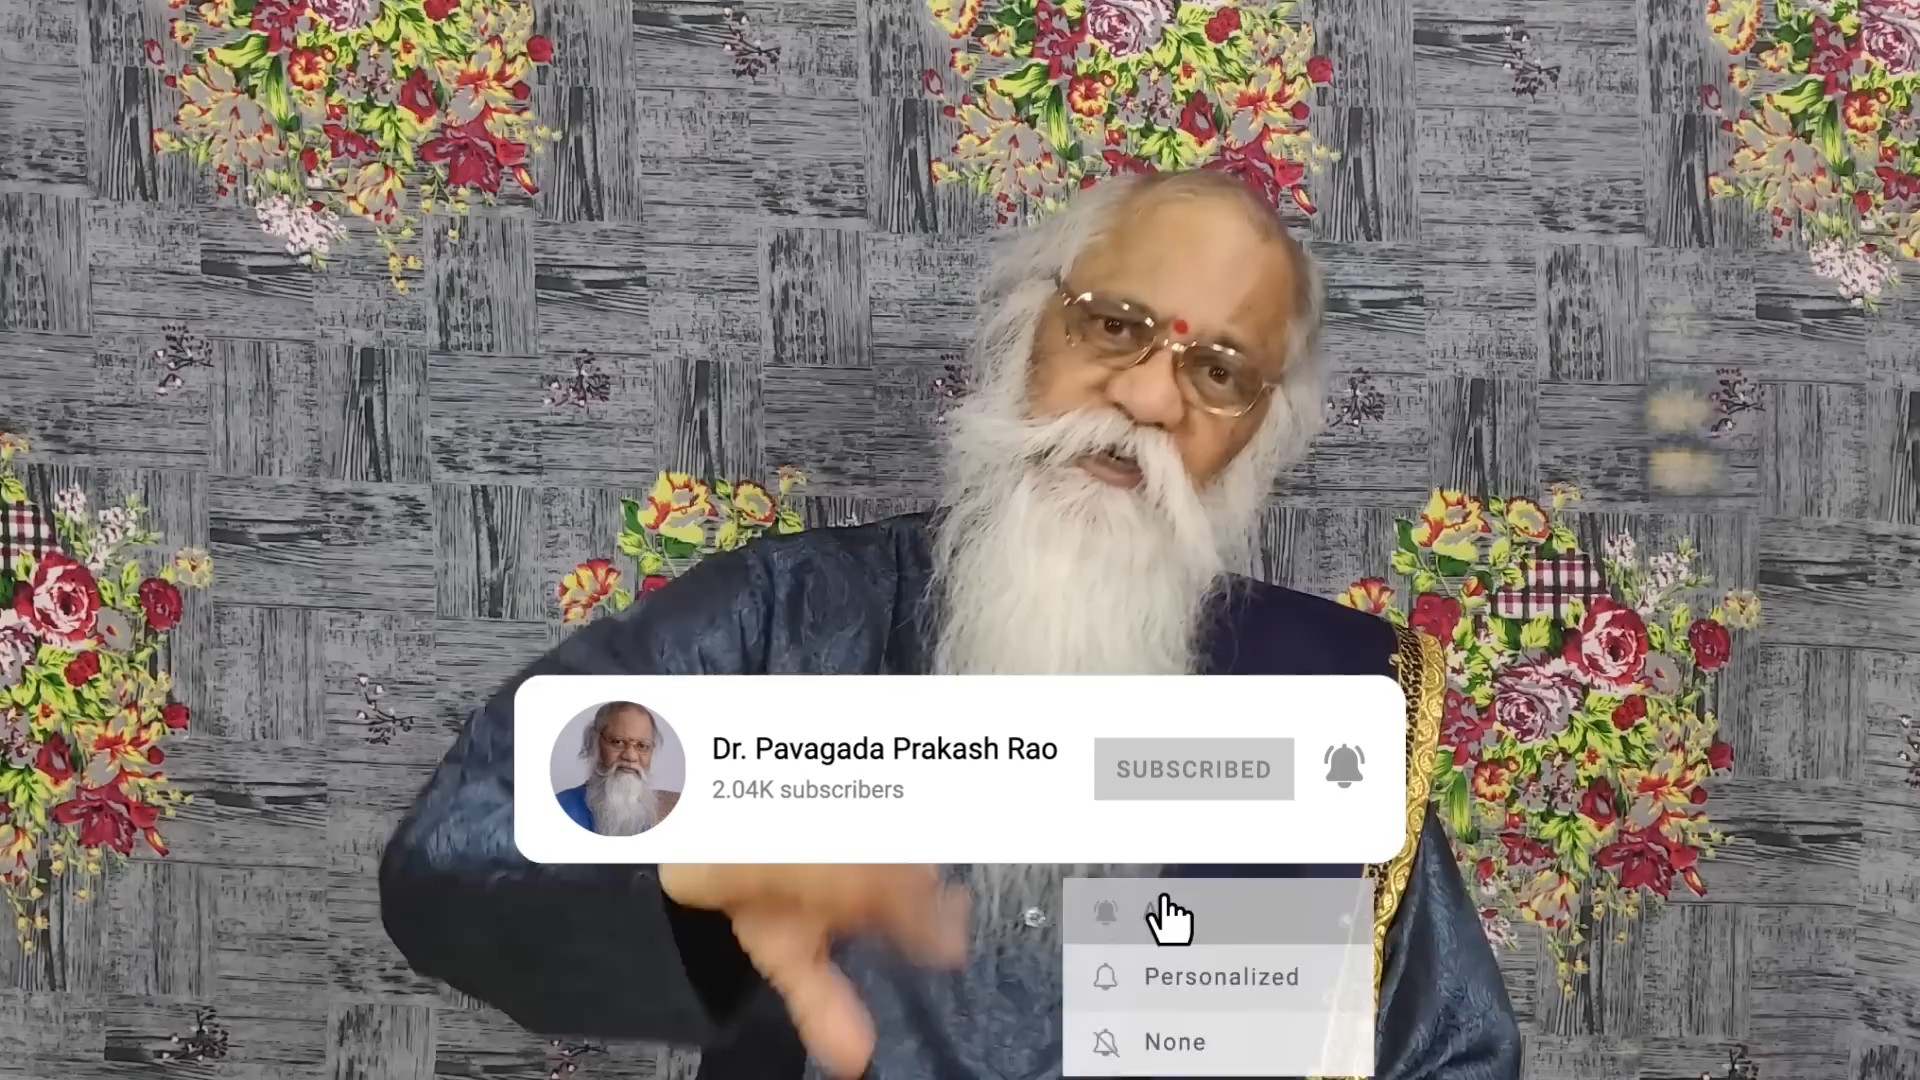 Dr. Pavagada Prakash Rao
2.04K subscribers
SUBSCRIBED
Personalized
None